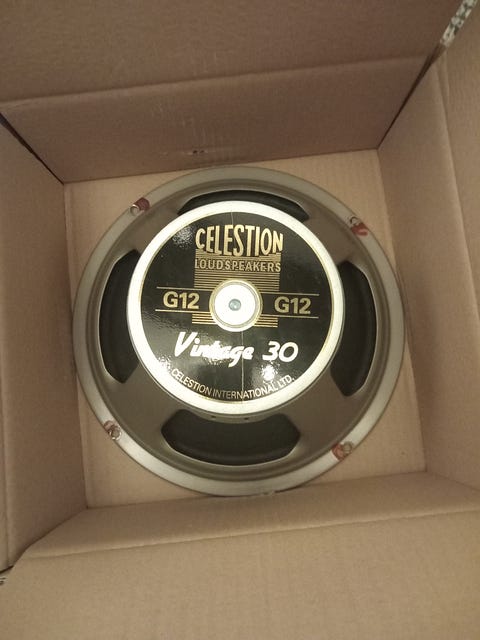 CELESTION
LOUDSPEAKERS
G12 G12
Vintage 30
CELESTION INTERNATIONAL LTD.